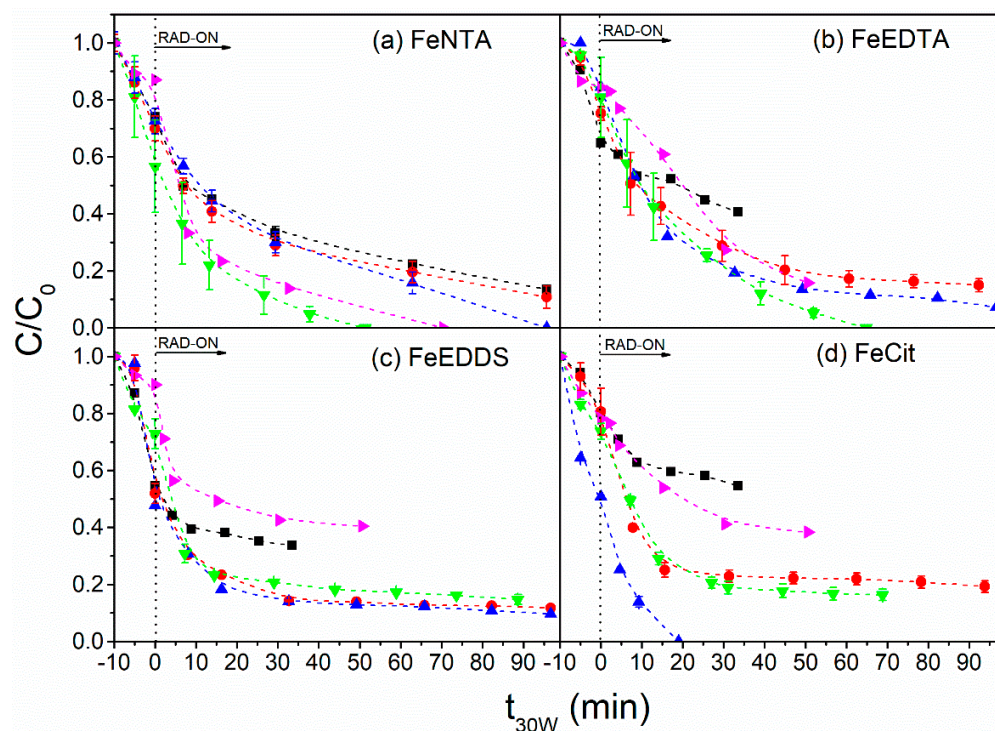 RAD-ON
(a) FeNTA
RAD-ON
(b) FeEDTA
1.0
0.8
0.6
0.4
0.2
0.0
RAD-ON
(c) FeEDDS
RAD-ON
(d) FeCit
1.0
0.8
0.6
0.4
0.2
0.0
C/C0
-10 0 10 20 30 40 50 60 70 80 90 -10 0 10 20 30 40 50 60 70 80 90
t30W (min)